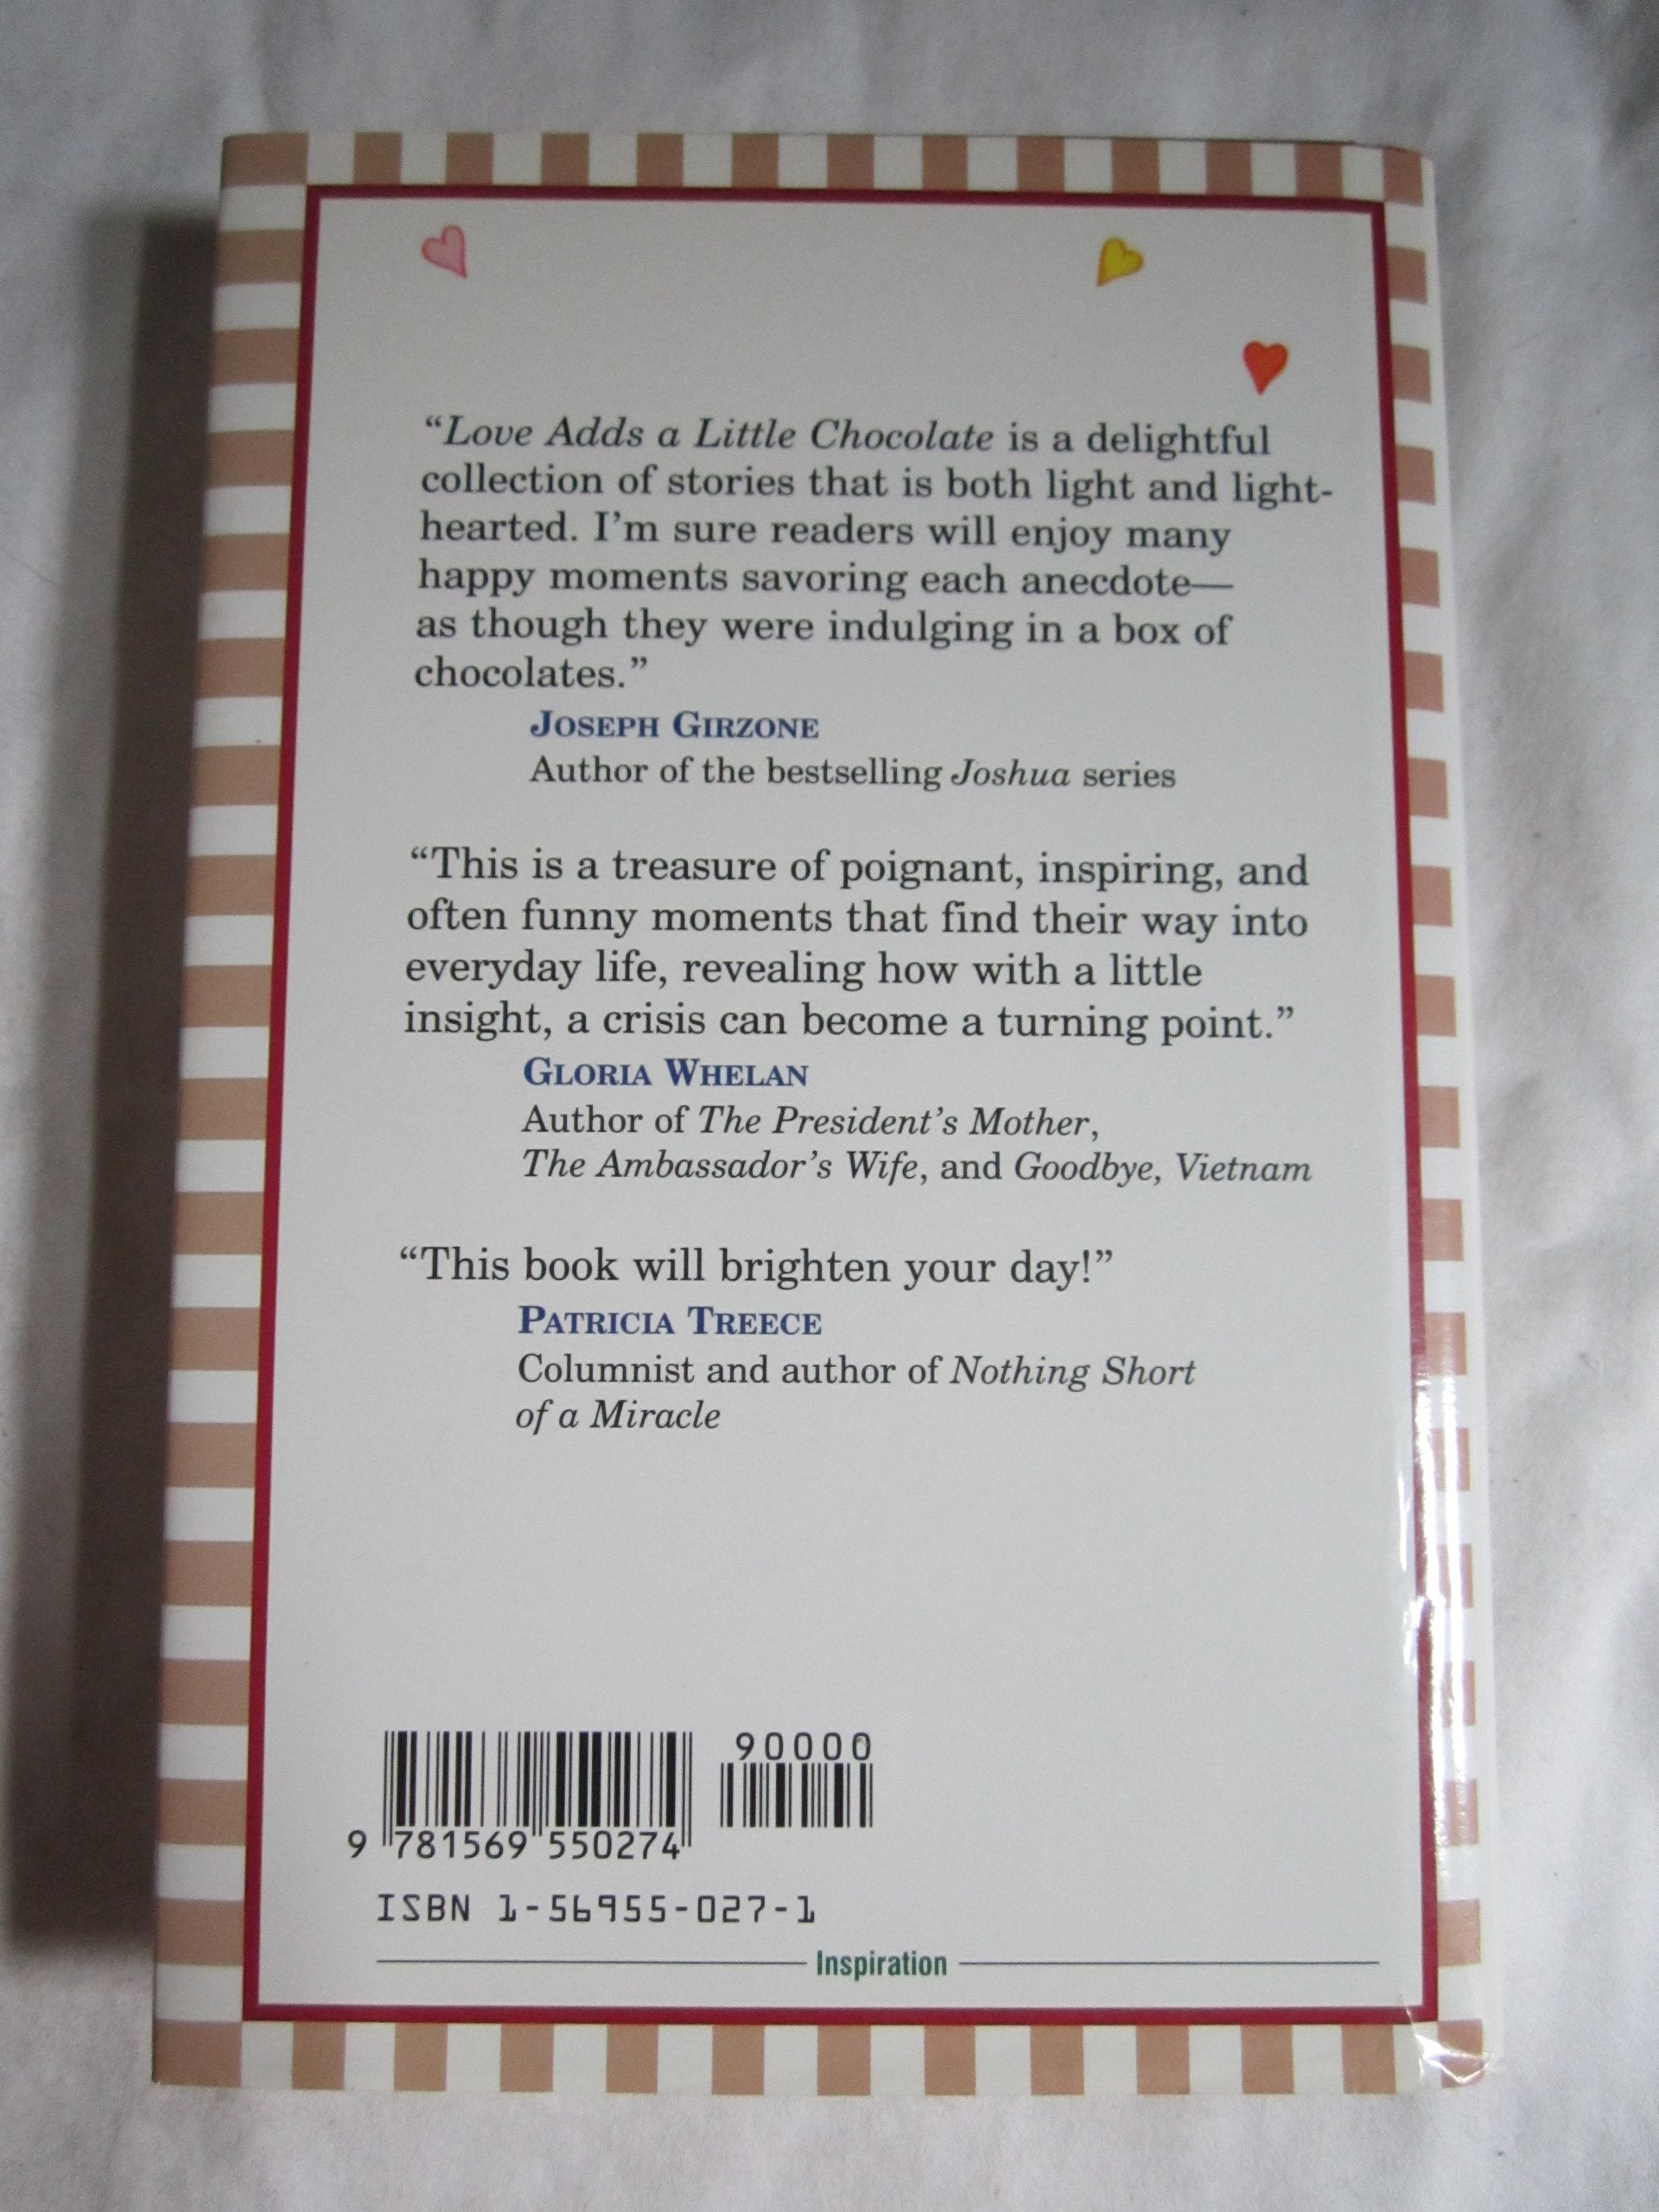 “Love Adds a Little Chocolate is a delightful
collection of stories that is both light and light-
hearted. I’m sure readers will enjoy many
happy moments savoring each anecdote—
as though they were indulging in a box of
chocolates.”
JOSEPH GIRZONE
Author of the bestselling Joshua series
“This is a treasure of poignant, inspiring, and
often funny moments that find their way into
everyday life, revealing how with a little
insight, a crisis can become a turning point.”
GLORIA WHELAN
Author of The President’s Mother,
The Ambassador’s Wife, and Goodbye, Vietnam
“This book will brighten your day!”
PATRICIA TREECE
Columnist and author of Nothing Short
of a Miracle
90000
9 781569 550274
ISBN 1-56955-027-1
Inspiration